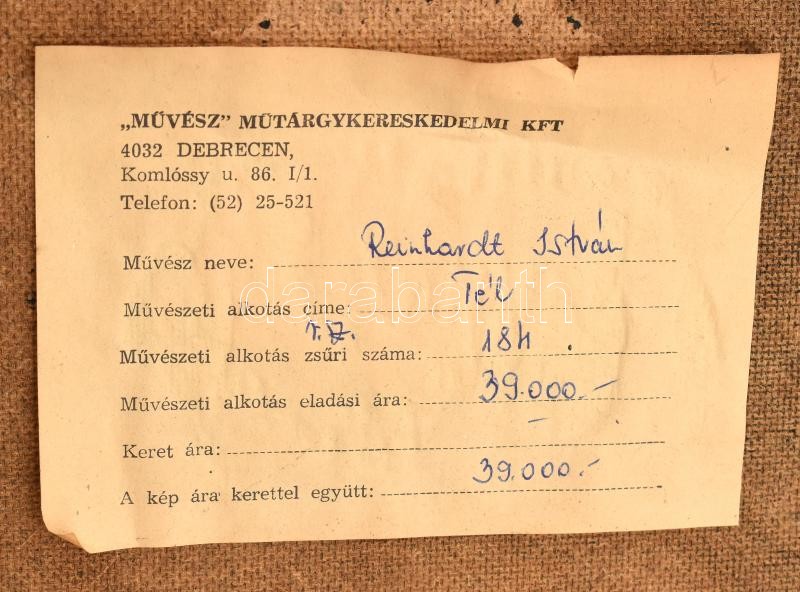 „MŰVÉSZ” MŰTÁRGYKERESKEDELMI KFT
4032 DEBRECEN,
Komlóssy u. 86. I/1.
Telefon: (52) 25-521
Művész neve: Reinhardt István
Művészeti alkotás címe: Tél
Művészeti alkotás zsűri száma: 184.
Művészeti alkotás eladási ára: 39.000.-
Keret ára: –
A kép ára kerettel együtt: 39.000.-
darabanth